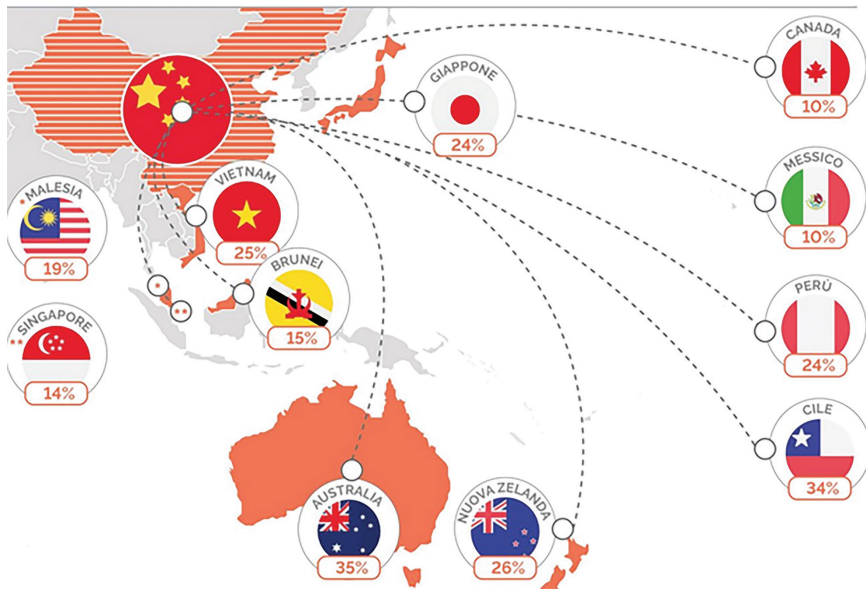 CANADA
10%
GIAPPONE
24%
MESSICO
10%
*MALESIA
19%
VIETNAM
25%
BRUNEI
15%
*
**
**SINGAPORE
14%
PERÙ
24%
CILE
34%
AUSTRALIA
35%
NUOVA ZELANDA
26%